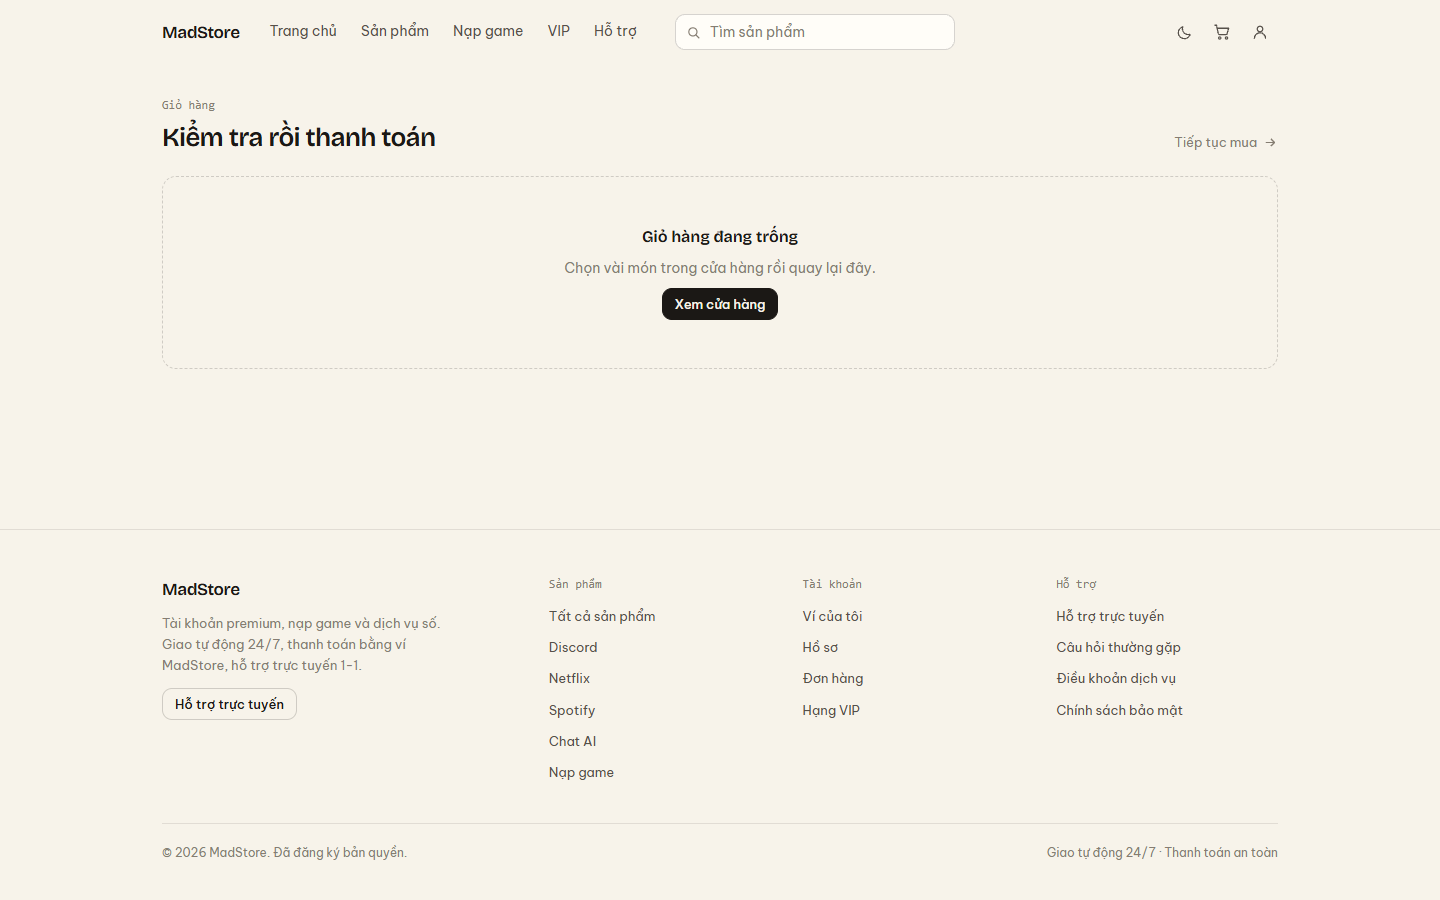 MadStore
Trang chủ
Sản phẩm
Nạp game
VIP
Hỗ trợ
Tìm sản phẩm
Giỏ hàng
Kiểm tra rồi thanh toán
Tiếp tục mua →
Giỏ hàng đang trống
Chọn vài món trong cửa hàng rồi quay lại đây.
Xem cửa hàng
MadStore
Tài khoản premium, nạp game và dịch vụ số.
Giao tự động 24/7, thanh toán bằng ví
MadStore, hỗ trợ trực tuyến 1-1.
Hỗ trợ trực tuyến
Sản phẩm
Tất cả sản phẩm
Discord
Netflix
Spotify
Chat AI
Nạp game
Tài khoản
Ví của tôi
Hồ sơ
Đơn hàng
Hạng VIP
Hỗ trợ
Hỗ trợ trực tuyến
Câu hỏi thường gặp
Điều khoản dịch vụ
Chính sách bảo mật
© 2026 MadStore. Đã đăng ký bản quyền.
Giao tự động 24/7 · Thanh toán an toàn